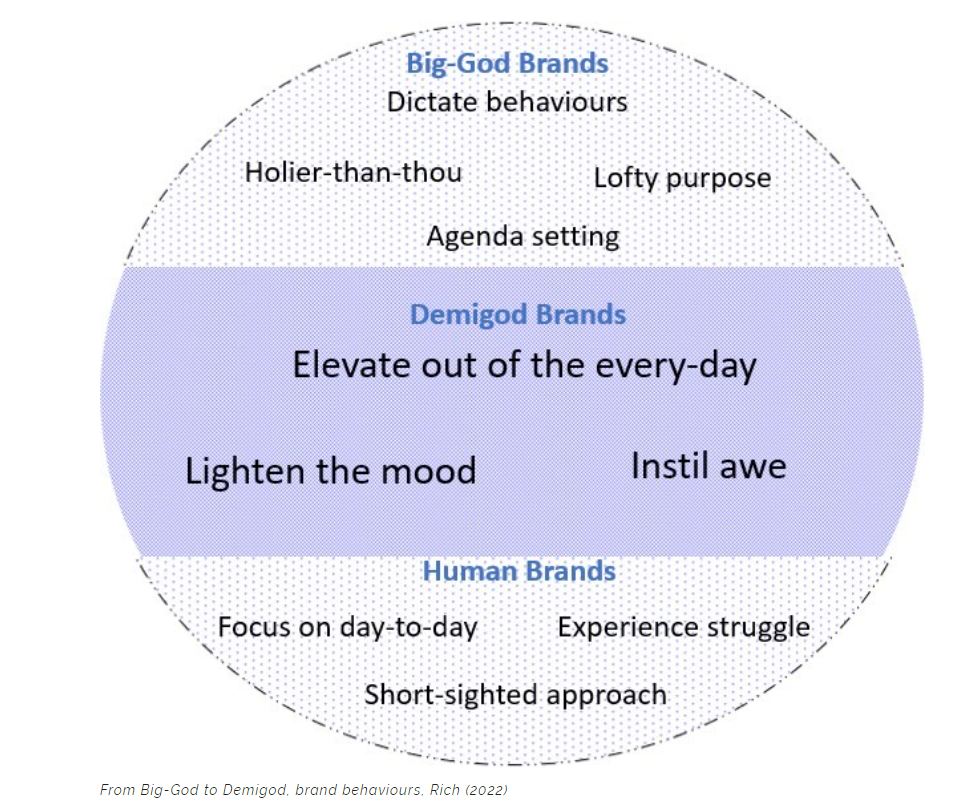 Big-God Brands
Dictate behaviours
Holier-than-thou
Lofty purpose
Agenda setting
Demigod Brands
Elevate out of the every-day
Lighten the mood
Instil awe
Human Brands
Focus on day-to-day
Experience struggle
Short-sighted approach
From Big-God to Demigod, brand behaviours, Rich (2022)